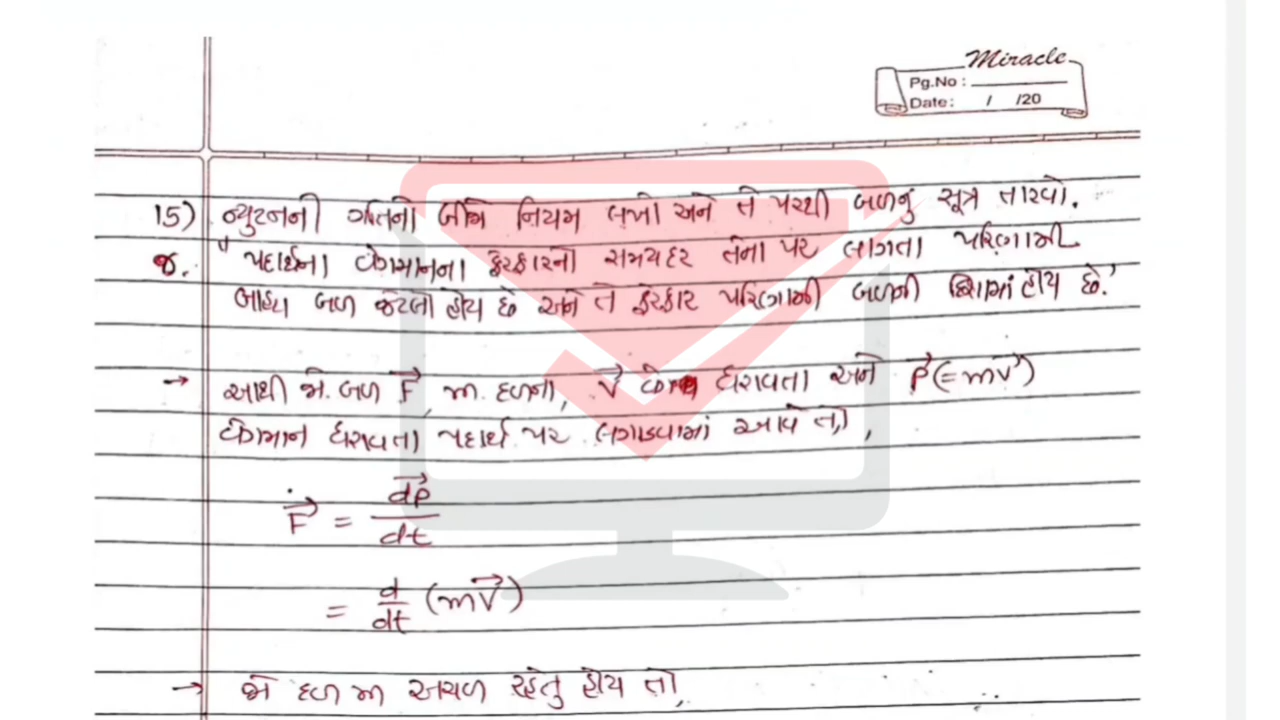 Miracle
Pg.No :
Date: / /20
15) ન્યુટનની ગતિનો બીજો નિયમ લખો અને તે પરથી બળનું સૂત્ર તારવો.
જ. "પદાર્થના વેગમાનના ફેરફારનો સમયદર તેના પર લાગતા પરિણામી
બાહ્ય બળ જેટલો હોય છે અને તે ફેરફાર પરિણામી બળની દિશામાં હોય છે."
→ આથી જો બળ F⃗, m દળના, v⃗ વેગ ધરાવતા અને P⃗(=mv⃗)
વેગમાન ધરાવતા પદાર્થ પર લગાડવામાં આવે તો,
F⃗ = dp⃗/dt
= d/dt (mv⃗)
→ જો દળ m અચળ રહેતુ હોય તો,